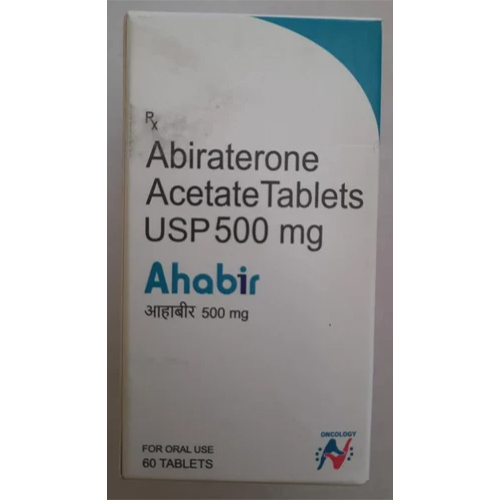 Rx
Abiraterone
Acetate Tablets
USP 500 mg
Ahabir
आहाबीर 500 mg
ONCOLOGY
FOR ORAL USE
60 TABLETS